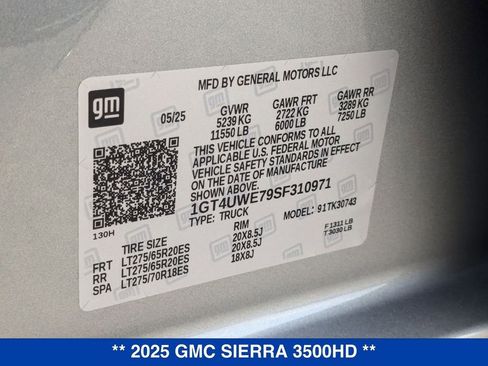 gm
MFD BY GENERAL MOTORS LLC
05/25 GVWR GAWR FRT GAWR RR
5239 KG 2722 KG 3289 KG
11550 LB 6000 LB 7250 LB
THIS VEHICLE CONFORMS TO ALL
APPLICABLE U.S. FEDERAL MOTOR
VEHICLE SAFETY STANDARDS IN EFFECT
ON THE DATE OF MANUFACTURE
SHOWN ABOVE.
1GT4UWE79SF310971
TYPE: TRUCK MODEL: 91TK30743
130H
TIRE SIZE RIM F1311 LB
FRT LT275/65R20ES 20X8.5J T3030 LB
RR LT275/65R20ES 20X8.5J
SPA LT275/70R18ES 18X8J
** 2025 GMC SIERRA 3500HD **